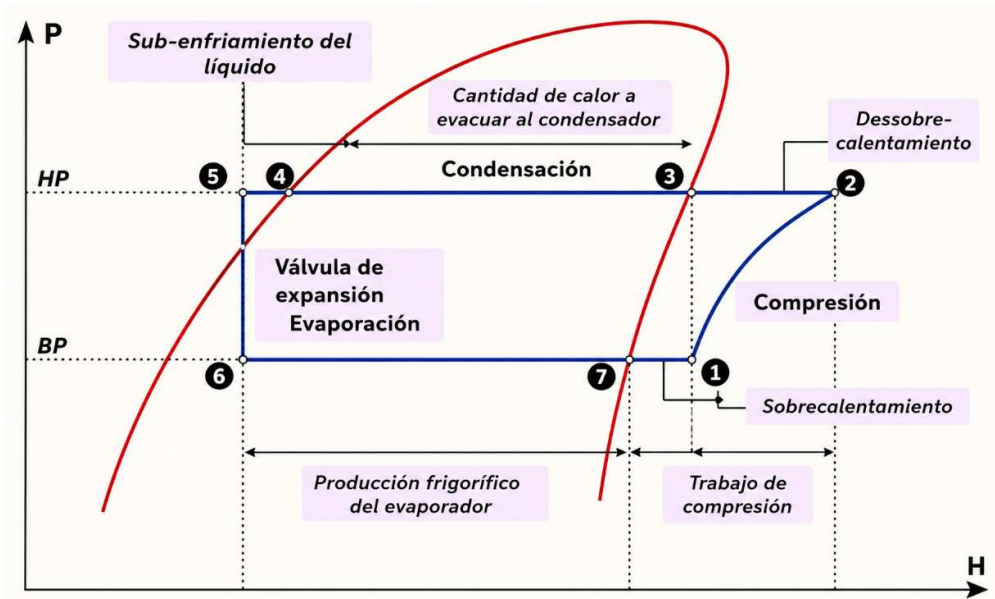 P
Sub-enfriamiento del
líquido
Cantidad de calor a
evacuar al condensador
Dessobre-
calentamiento
HP
5
4
Condensación
3
2
Válvula de
expansión
Evaporación
Compresión
BP
6
7
1
Sobrecalentamiento
Producción frigorífico
del evaporador
Trabajo de
compresión
H